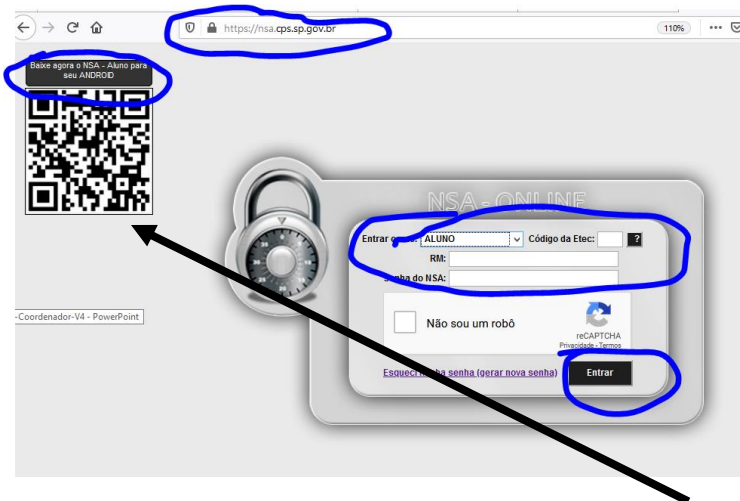 https://nsa.cps.sp.gov.br
110%
Baixe agora o NSA - Aluno para
seu ANDROID
NSA - ONLINE
Entrar ALUNO Código da Etec: ?
RM:
Senha do NSA:
Não sou um robô
reCAPTCHA
Privacidade - Termos
-Coordenador-V4 - PowerPoint
Esqueci minha senha (gerar nova senha)
Entrar